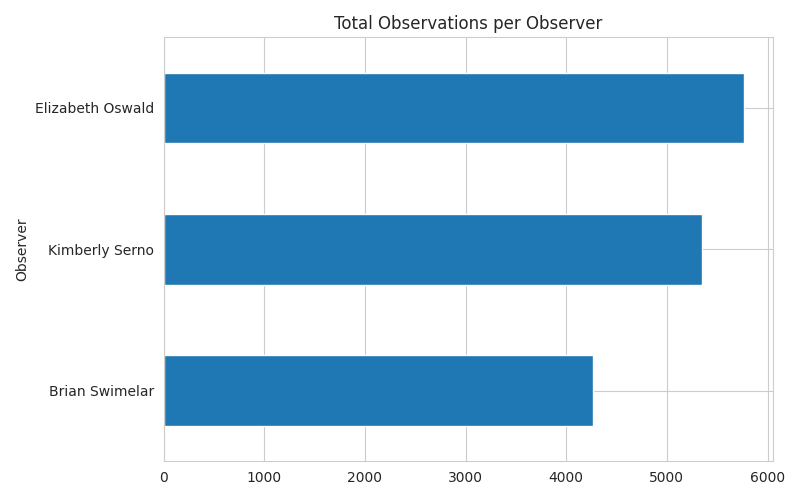 Total Observations per Observer
Observer
Elizabeth Oswald
Kimberly Serno
Brian Swimelar
0 1000 2000 3000 4000 5000 6000